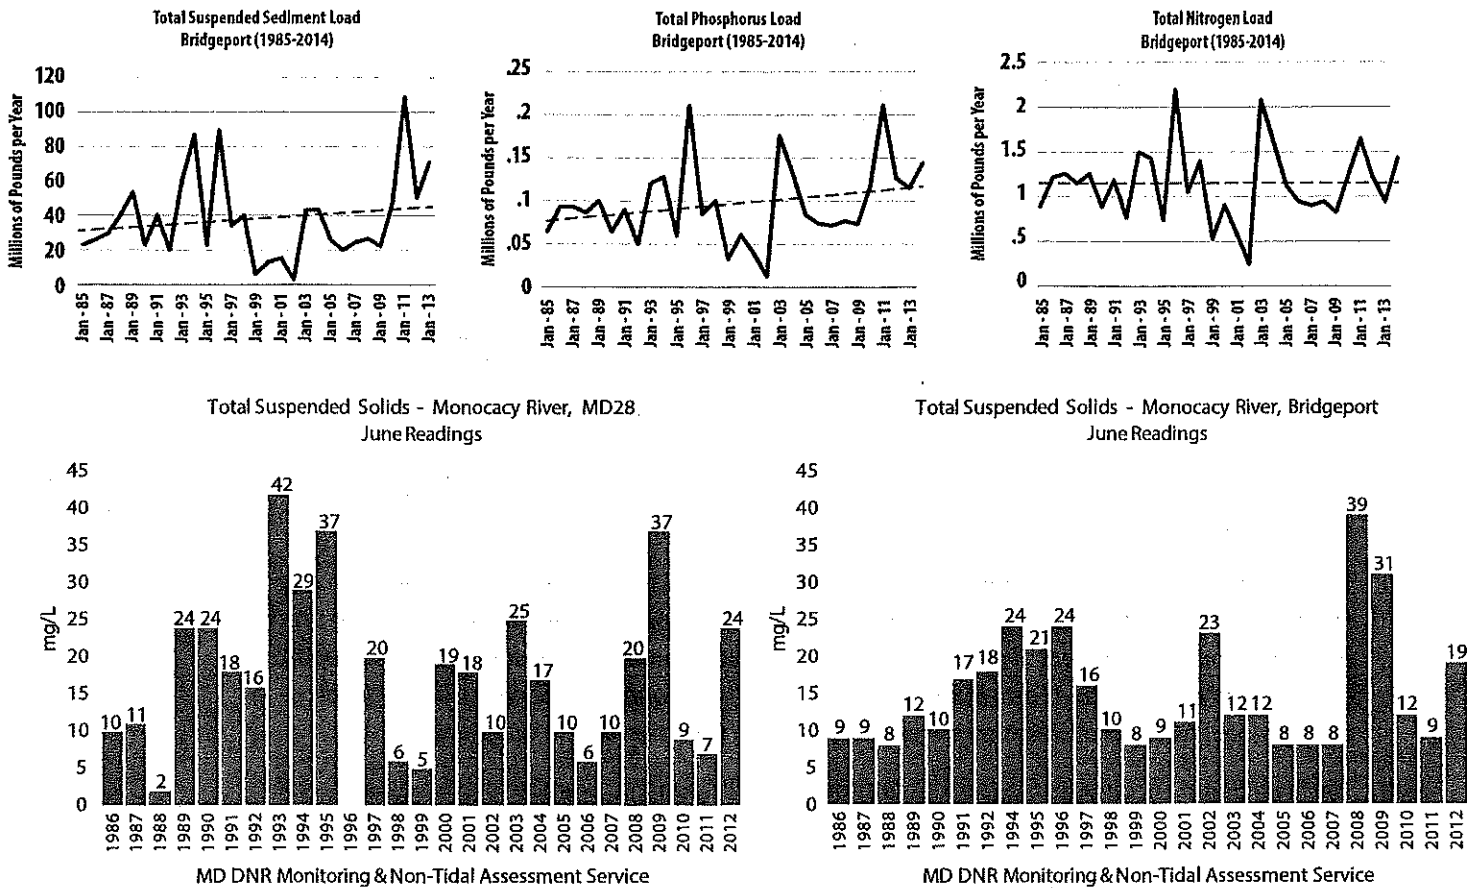 Total Suspended Sediment Load
Bridgeport (1985-2014)
Millions of Pounds per Year
120
100
80
60
40
20
0
Jan - 85
Jan - 87
Jan - 89
Jan - 91
Jan - 93
Jan - 95
Jan - 97
Jan - 99
Jan - 01
Jan - 03
Jan - 05
Jan - 07
Jan - 09
Jan - 11
Jan - 13
Total Phosphorus Load
Bridgeport (1985-2014)
Millions of Pounds per Year
.25
.2
.15
.1
.05
0
Jan - 85
Jan - 87
Jan - 89
Jan - 91
Jan - 93
Jan - 95
Jan - 97
Jan - 99
Jan - 01
Jan - 03
Jan - 05
Jan - 07
Jan - 09
Jan - 11
Jan - 13
Total Nitrogen Load
Bridgeport (1985-2014)
Millions of Pounds per Year
2.5
2
1.5
1
.5
0
Jan - 85
Jan - 87
Jan - 89
Jan - 91
Jan - 93
Jan - 95
Jan - 97
Jan - 99
Jan - 01
Jan - 03
Jan - 05
Jan - 07
Jan - 09
Jan - 11
Jan - 13
Total Suspended Solids - Monocacy River, MD28
June Readings
mg/L
45
40
35
30
25
20
15
10
5
0
10
11
2
24
24
18
16
42
29
37
20
6
5
19
18
10
25
17
10
6
10
20
37
9
7
24
1986
1987
1988
1989
1990
1991
1992
1993
1994
1995
1996
1997
1998
1999
2000
2001
2002
2003
2004
2005
2006
2007
2008
2009
2010
2011
2012
MD DNR Monitoring & Non-Tidal Assessment Service
Total Suspended Solids - Monocacy River, Bridgeport
June Readings
mg/L
45
40
35
30
25
20
15
10
5
0
9
9
8
12
10
17
18
24
21
24
16
10
8
9
11
23
12
12
8
8
8
39
31
12
9
19
1986
1987
1988
1989
1990
1991
1992
1994
1995
1996
1997
1998
1999
2000
2001
2002
2003
2004
2005
2006
2007
2008
2009
2010
2011
2012
MD DNR Monitoring & Non-Tidal Assessment Service